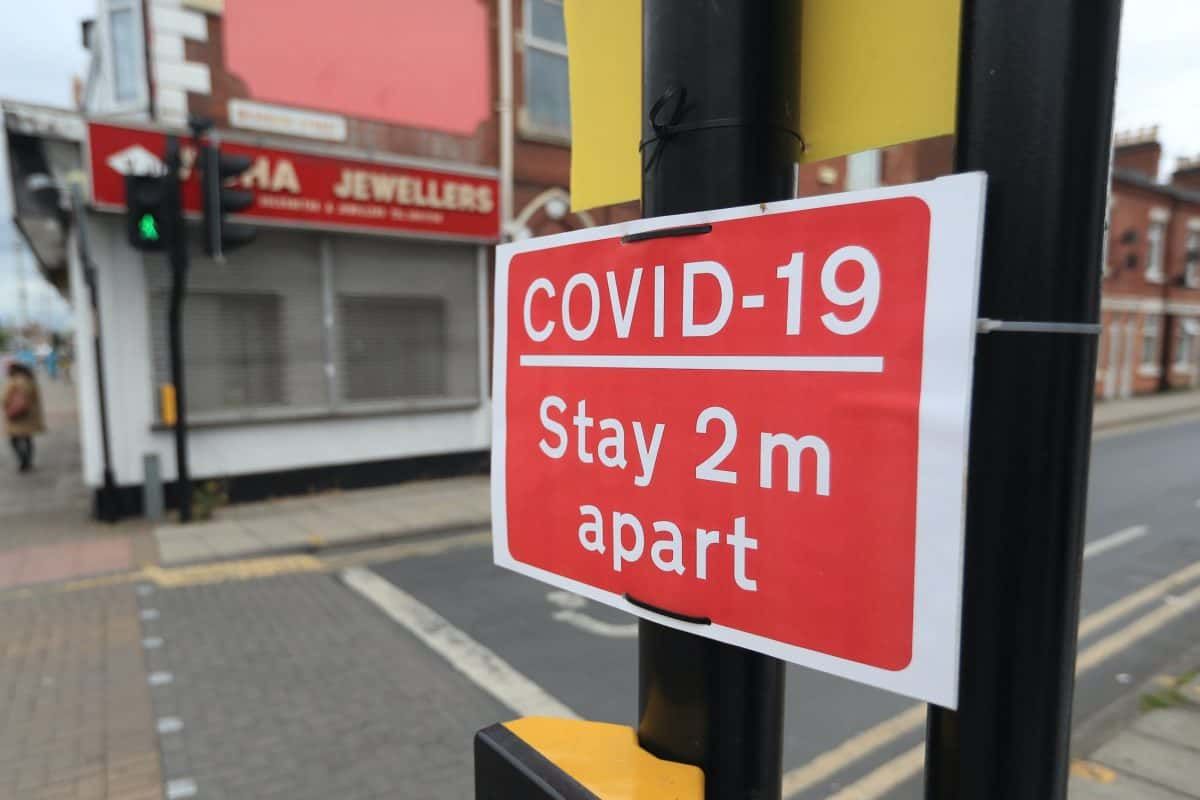 JEWELLERS
COVID-19
Stay 2m
apart